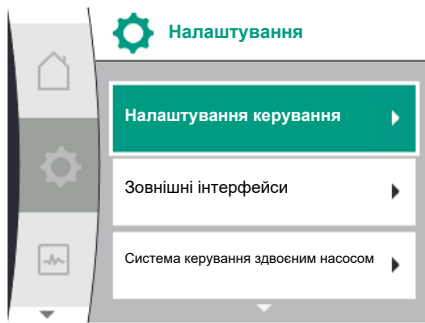 Налаштування
Налаштування керування
Зовнішні інтерфейси
Система керування здвоєним насосом